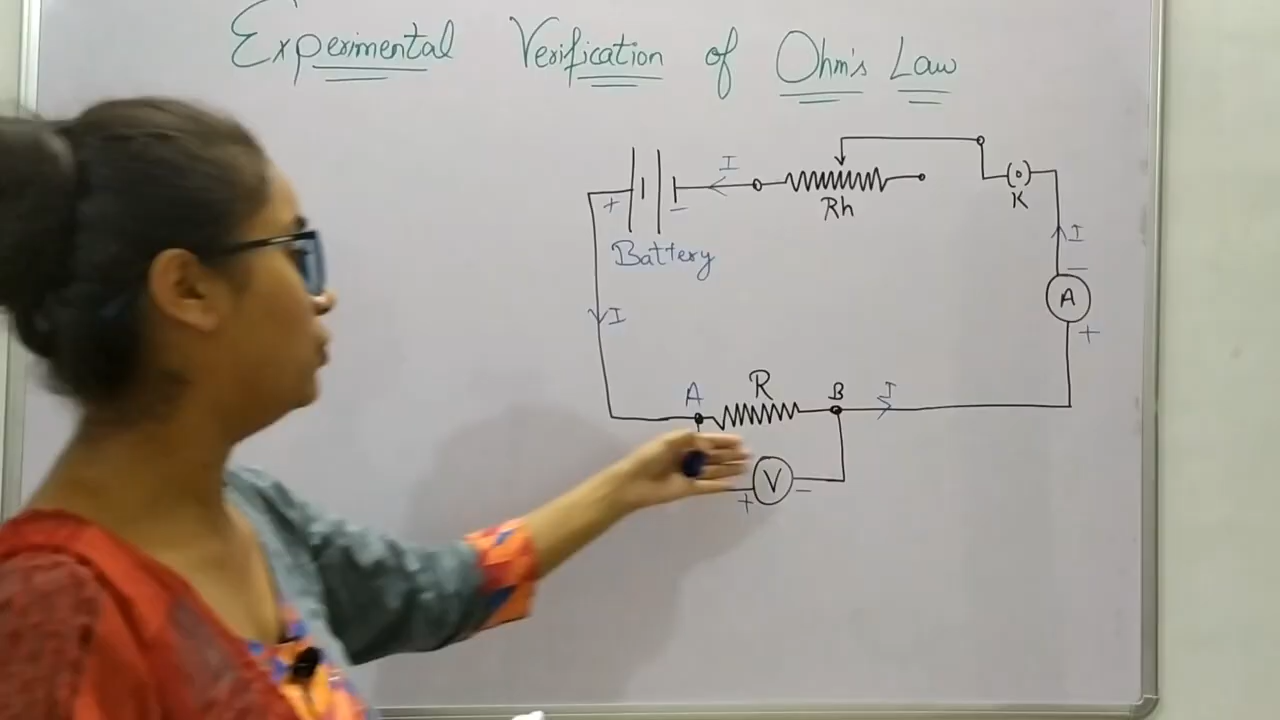 Experimental Verification of Ohm's Law
I
+ −
Rh
K
Battery
I
−
A
+
I
A R B I
V
+ −